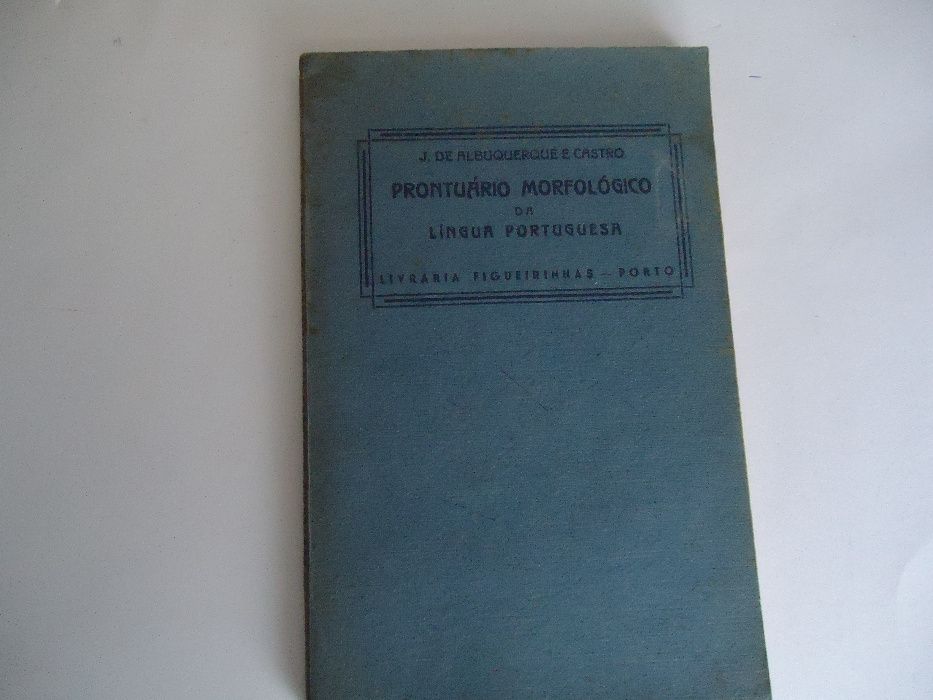 J. DE ALBUQUERQUE E CASTRO
PRONTUÁRIO MORFOLÓGICO
DA
LÍNGUA PORTUGUESA
LIVRARIA FIGUEIRINHAS — PORTO